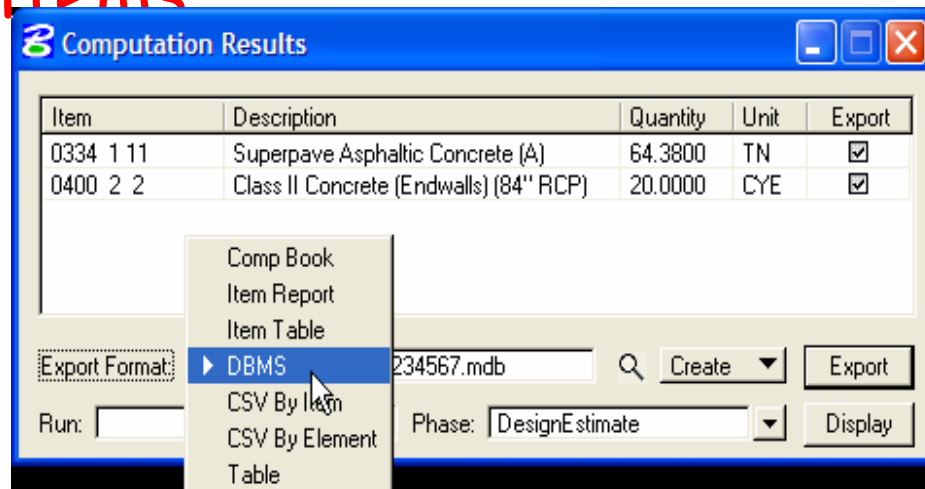 Computation Results
Item Description Quantity Unit Export
0334 1 11 Superpave Asphaltic Concrete (A) 64.3800 TN
0400 2 2 Class II Concrete (Endwalls) (84" RCP) 20.0000 CYE
Comp Book
Item Report
Item Table
Export Format: DBMS 234567.mdb Create Export
CSV By Item
Run: Phase: DesignEstimate Display
CSV By Element
Table